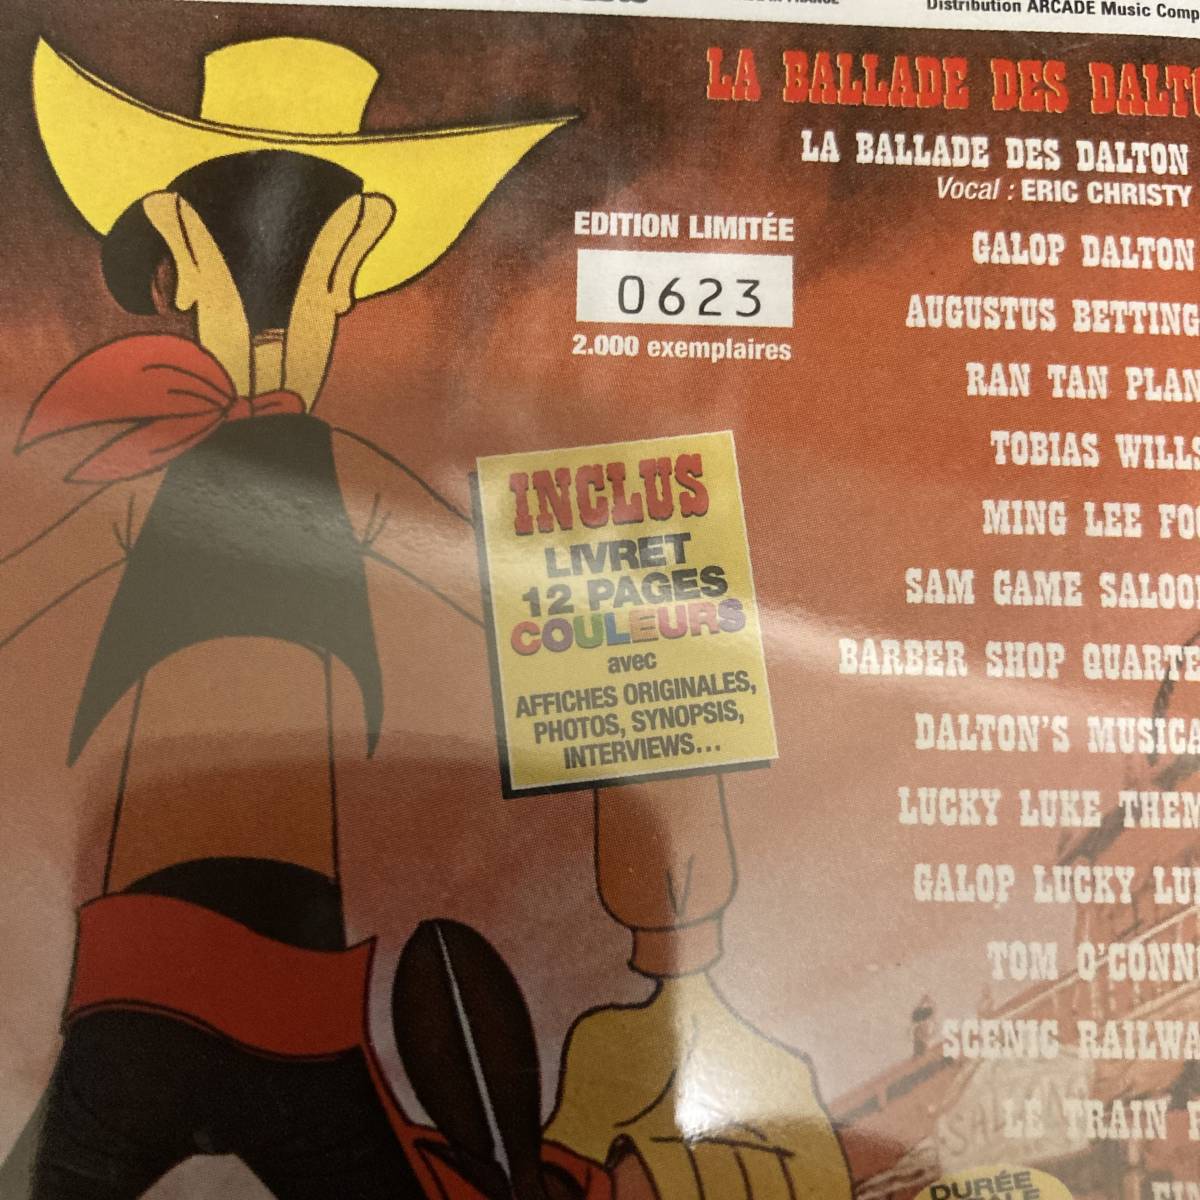 Distribution ARCADE Music Comp
LA BALLADE DES DALT
LA BALLADE DES DALTON
Vocal : ERIC CHRISTY
EDITION LIMITÉE
0623
2.000 exemplaires
GALOP DALTON
AUGUSTUS BETTING
RAN TAN PLAN
TOBIAS WILLS
MING LEE FO
SAM GAME SALOO
BARBER SHOP QUARTE
DALTON'S MUSICA
LUCKY LUKE THEM
GALOP LUCKY LU
TOM O'CONN
SCENIC RAILWA
LE TRAIN
INCLUS
LIVRET
12 PAGES
COULEURS
avec
AFFICHES ORIGINALES,
PHOTOS, SYNOPSIS,
INTERVIEWS...
DURÉE